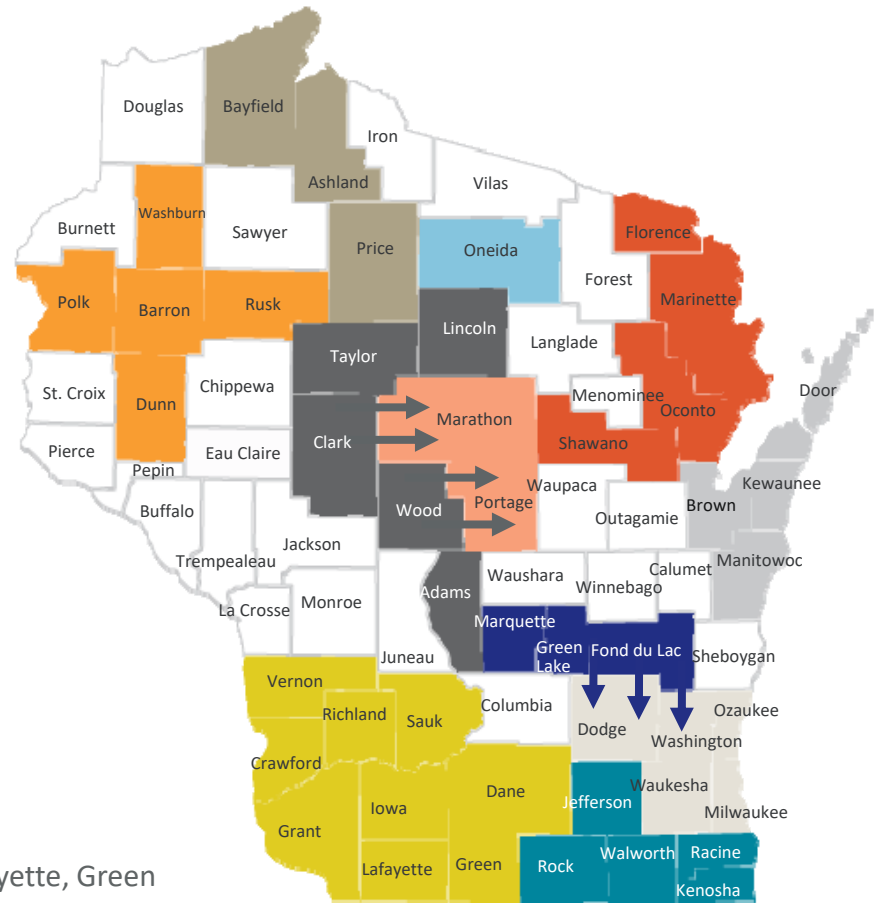 Douglas
Bayfield
Iron
Ashland
Vilas
Washburn
Burnett
Sawyer
Florence
Price
Oneida
Forest
Polk
Barron
Rusk
Marinette
Lincoln
Taylor
Langlade
St. Croix
Chippewa
Menominee
Door
Dunn
Marathon
Oconto
Clark
Shawano
Pierce
Eau Claire
Pepin
Waupaca
Kewaunee
Buffalo
Wood
Portage
Brown
Outagamie
Jackson
Trempealeau
Manitowoc
Calumet
Waushara
Winnebago
Adams
Monroe
La Crosse
Marquette
Green
Lake
Fond du Lac
Juneau
Sheboygan
Vernon
Columbia
Richland
Sauk
Ozaukee
Dodge
Washington
Crawford
Waukesha
Dane
Jefferson
Iowa
Milwaukee
Grant
Walworth
Racine
Lafayette
Green
Rock
yette, Green
Kenosha